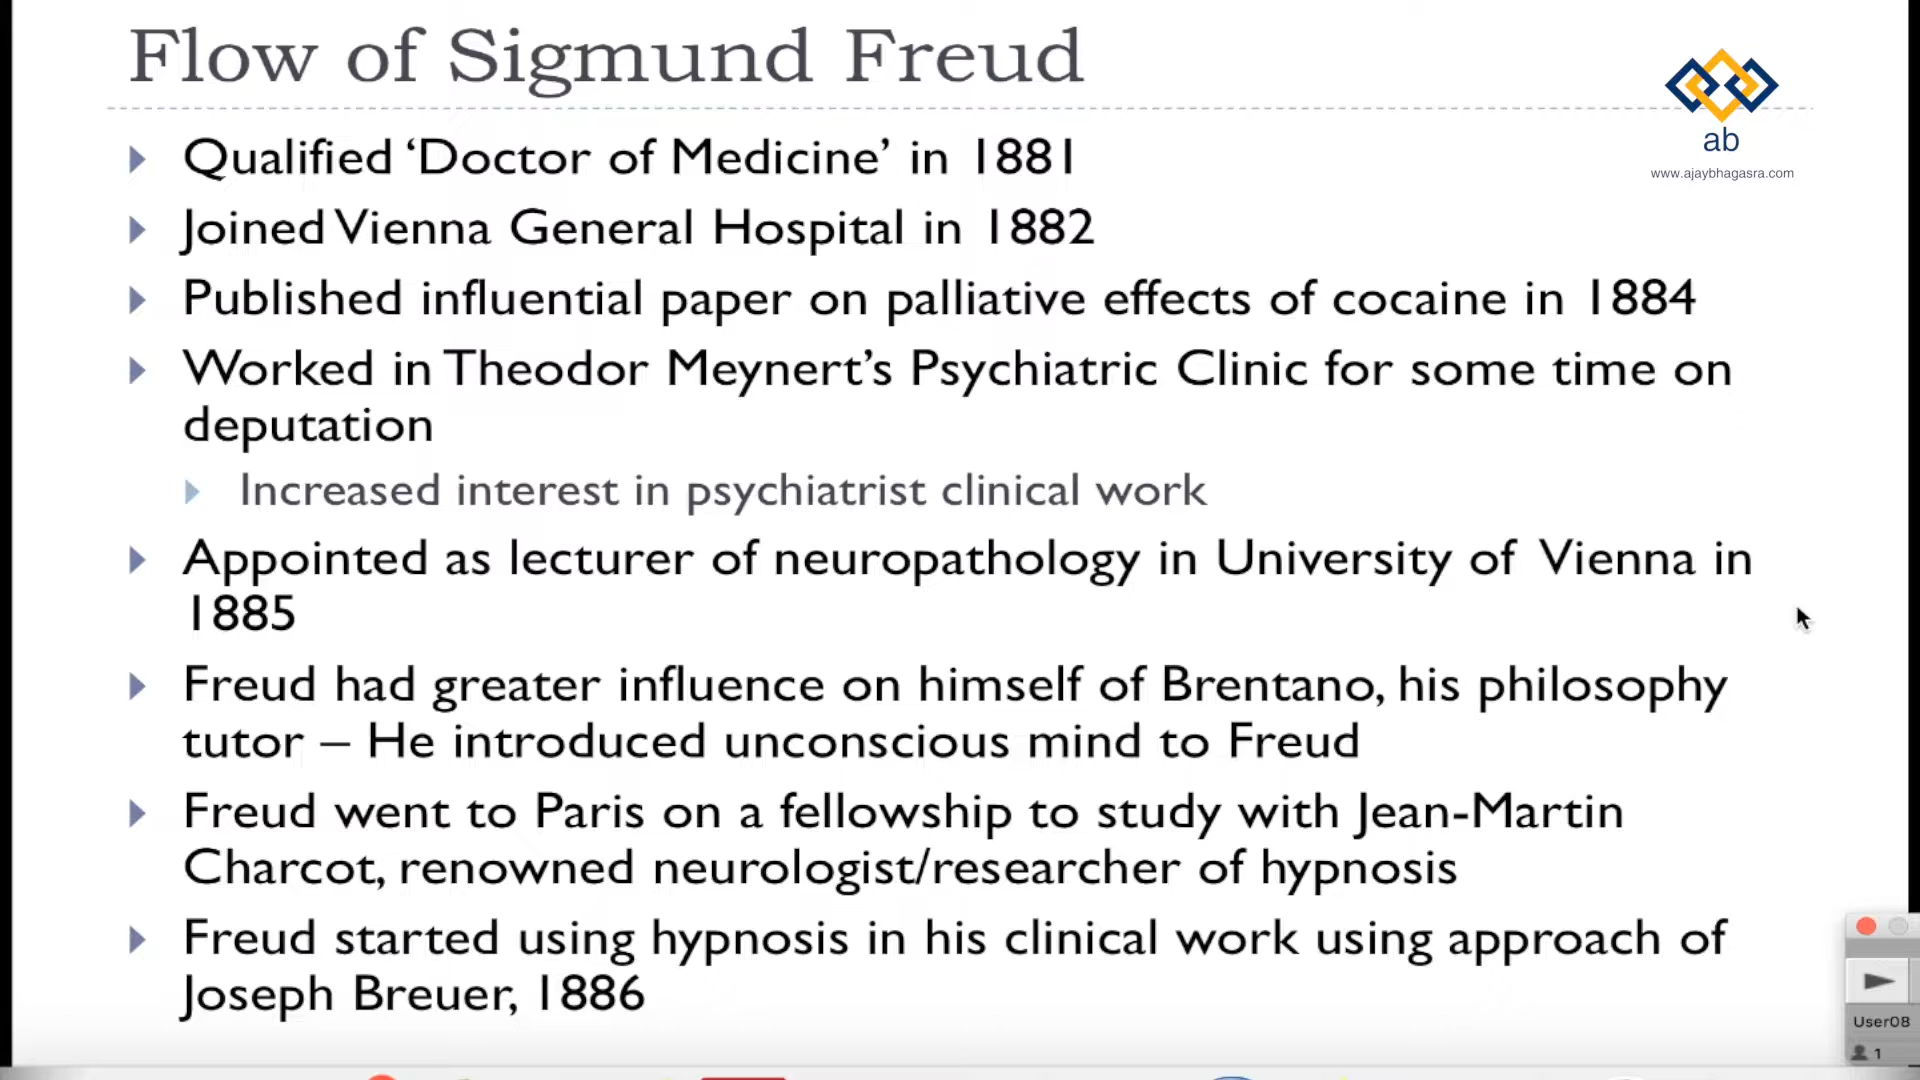 Flow of Sigmund Freud
ab
www.ajaybhagasra.com
Qualified ‘Doctor of Medicine’ in 1881
Joined Vienna General Hospital in 1882
Published influential paper on palliative effects of cocaine in 1884
Worked in Theodor Meynert’s Psychiatric Clinic for some time on
deputation
Increased interest in psychiatrist clinical work
Appointed as lecturer of neuropathology in University of Vienna in
1885
Freud had greater influence on himself of Brentano, his philosophy
tutor – He introduced unconscious mind to Freud
Freud went to Paris on a fellowship to study with Jean-Martin
Charcot, renowned neurologist/researcher of hypnosis
Freud started using hypnosis in his clinical work using approach of
Joseph Breuer, 1886
User08
1